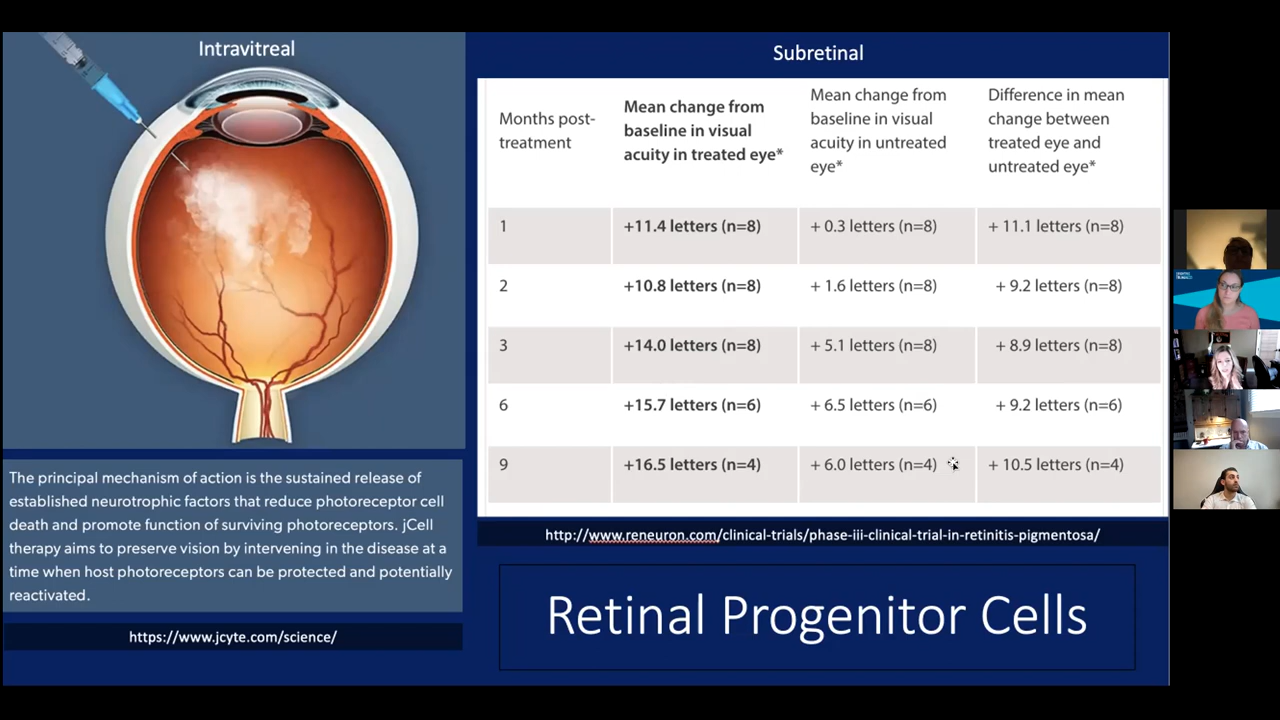 Intravitreal
The principal mechanism of action is the sustained release of
established neurotrophic factors that reduce photoreceptor cell
death and promote function of surviving photoreceptors. jCell
therapy aims to preserve vision by intervening in the disease at a
time when host photoreceptors can be protected and potentially
reactivated.
https://www.jcyte.com/science/
Subretinal
Months post-
treatment
Mean change from
baseline in visual
acuity in treated eye*
Mean change from
baseline in visual
acuity in untreated
eye*
Difference in mean
change between
treated eye and
untreated eye*
1 +11.4 letters (n=8) + 0.3 letters (n=8) + 11.1 letters (n=8)
2 +10.8 letters (n=8) + 1.6 letters (n=8) + 9.2 letters (n=8)
3 +14.0 letters (n=8) + 5.1 letters (n=8) + 8.9 letters (n=8)
6 +15.7 letters (n=6) + 6.5 letters (n=6) + 9.2 letters (n=6)
9 +16.5 letters (n=4) + 6.0 letters (n=4) + 10.5 letters (n=4)
http://www.reneuron.com/clinical-trials/phase-iii-clinical-trial-in-retinitis-pigmentosa/
Retinal Progenitor Cells